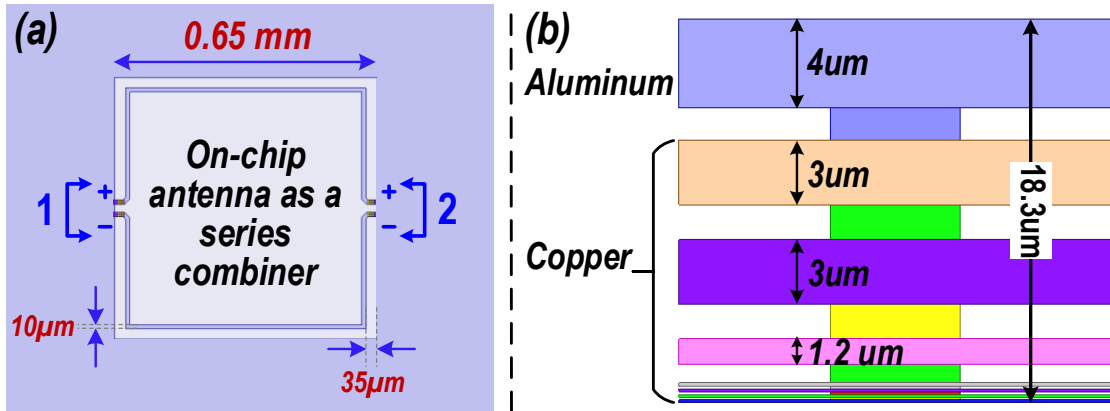 (a)
0.65 mm
On-chip
antenna as a
series
combiner
1
+
−
+
−
2
10μm
35μm
(b)
Aluminum
4um
3um
Copper
3um
1.2 um
18.3um